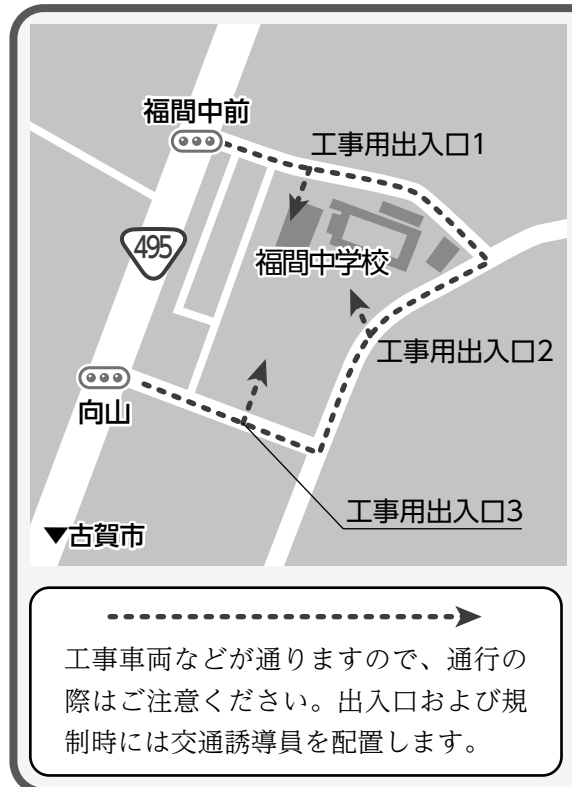 福間中前
工事用出入口1
495
福間中学校
工事用出入口2
向山
工事用出入口3
▼古賀市
工事車両などが通りますので、通行の
際はご注意ください。出入口および規
制時には交通誘導員を配置します。